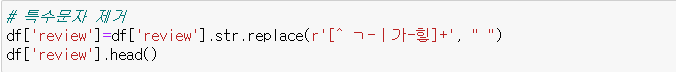 # 특수문자 제거
df['review']=df['review'].str.replace(r'[^ ㄱ-ㅣ가-힣]+', " ")
df['review'].head()